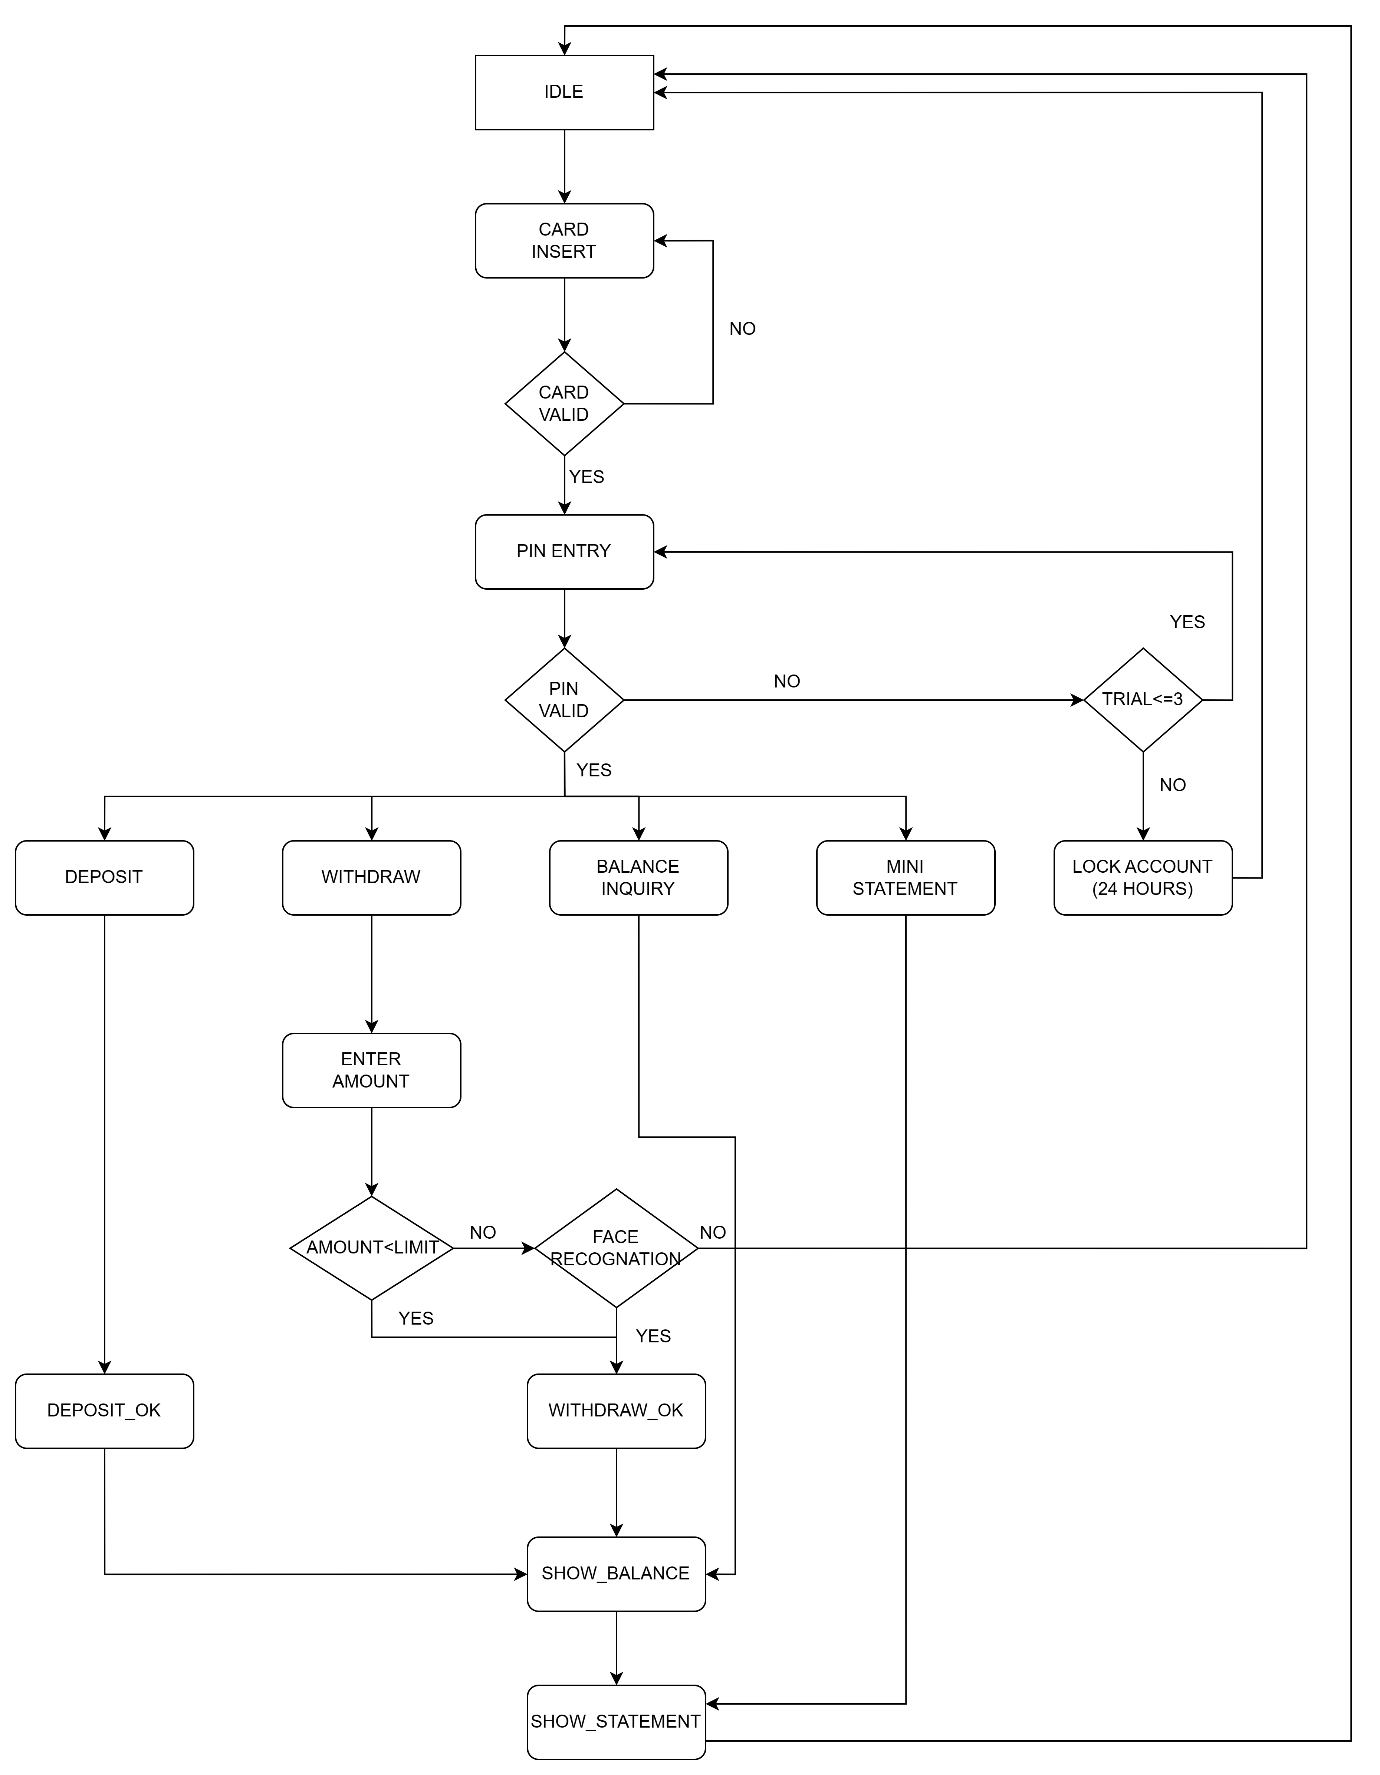 IDLE
CARD
INSERT
NO
CARD
VALID
YES
PIN ENTRY
YES
PIN
VALID
NO
TRIAL<=3
YES
NO
DEPOSIT
WITHDRAW
BALANCE
INQUIRY
MINI
STATEMENT
LOCK ACCOUNT
(24 HOURS)
ENTER
AMOUNT
AMOUNT<LIMIT
NO
FACE
RECOGNATION
NO
YES
YES
DEPOSIT_OK
WITHDRAW_OK
SHOW_BALANCE
SHOW_STATEMENT